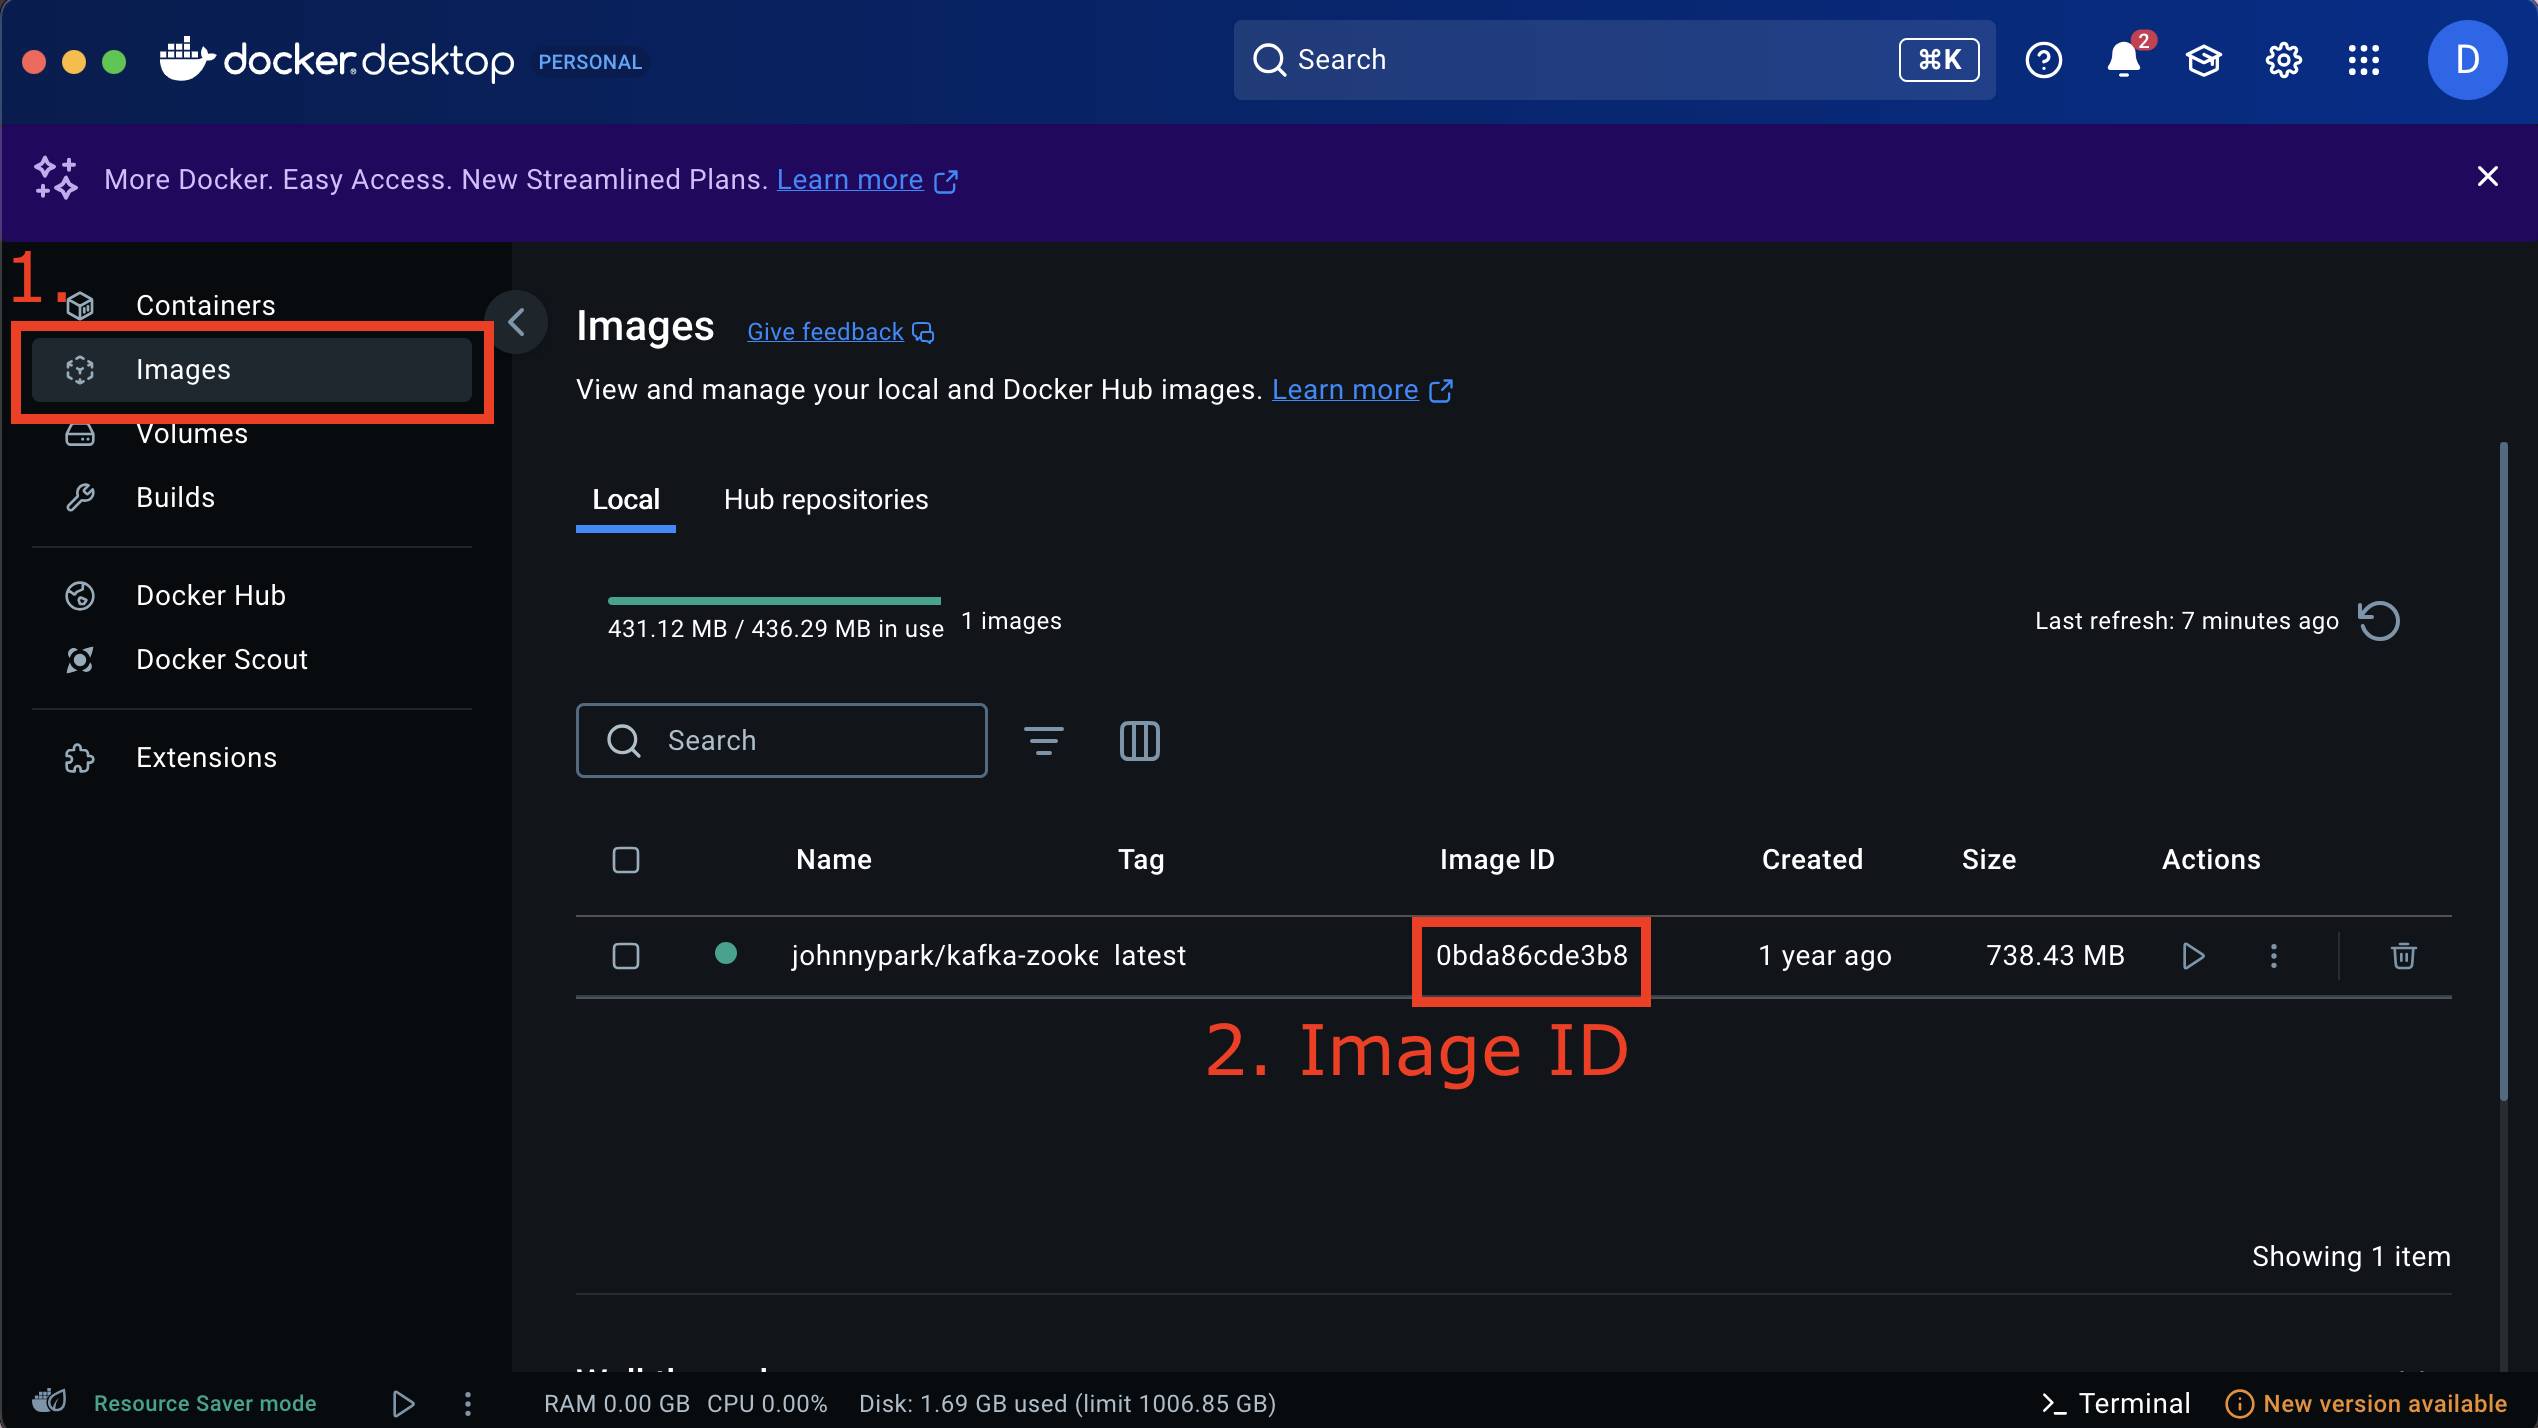 docker desktop PERSONAL
Search
⌘K
2
D
More Docker. Easy Access. New Streamlined Plans. Learn more
1.
Containers
Images
Volumes
Builds
Docker Hub
Docker Scout
Extensions
Images Give feedback
View and manage your local and Docker Hub images. Learn more
Local Hub repositories
431.12 MB / 436.29 MB in use 1 images
Last refresh: 7 minutes ago
Search
Name Tag Image ID Created Size Actions
johnnypark/kafka-zooke latest 0bda86cde3b8 1 year ago 738.43 MB
2. Image ID
Showing 1 item
Resource Saver mode
RAM 0.00 GB CPU 0.00% Disk: 1.69 GB used (limit 1006.85 GB)
>_ Terminal
New version available